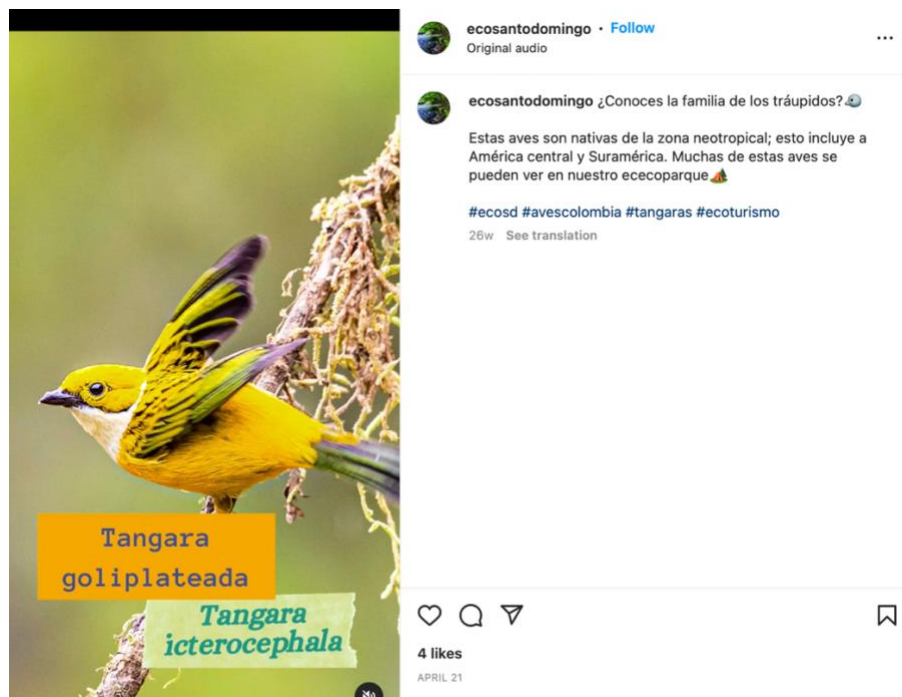 ecosantodomingo • Follow
Original audio
ecosantodomingo ¿Conoces la familia de los tráupidos?
Estas aves son nativas de la zona neotropical; esto incluye a
América central y Suramérica. Muchas de estas aves se
pueden ver en nuestro ececoparque
#ecosd #avescolombia #tangaras #ecoturismo
26w See translation
Tangara
goliplateada
Tangara
icterocephala
4 likes
APRIL 21